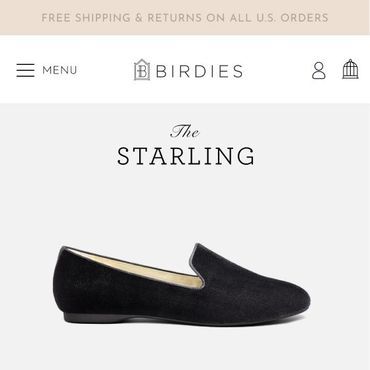 FREE SHIPPING & RETURNS ON ALL U.S. ORDERS
MENU
B BIRDIES
The
STARLING